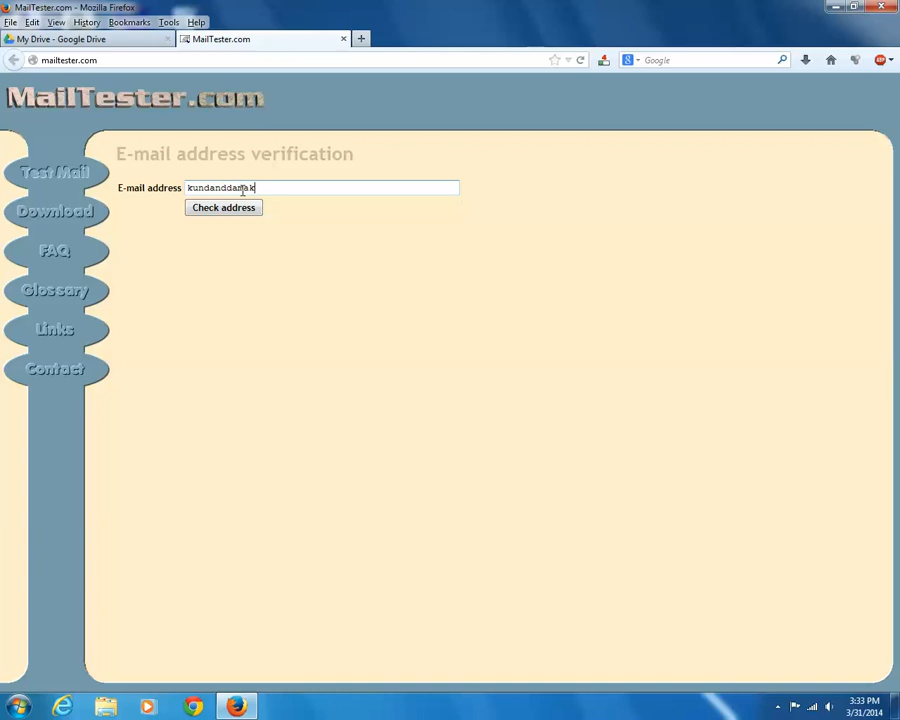 MailTester.com - Mozilla Firefox
File Edit View History Bookmarks Tools Help
My Drive - Google Drive
MailTester.com
mailtester.com
Google
MailTester.com
E-mail address verification
Test Mail
E-mail address
Check address
Download
FAQ
Glossary
Links
Contact
3:33 PM
3/31/2014